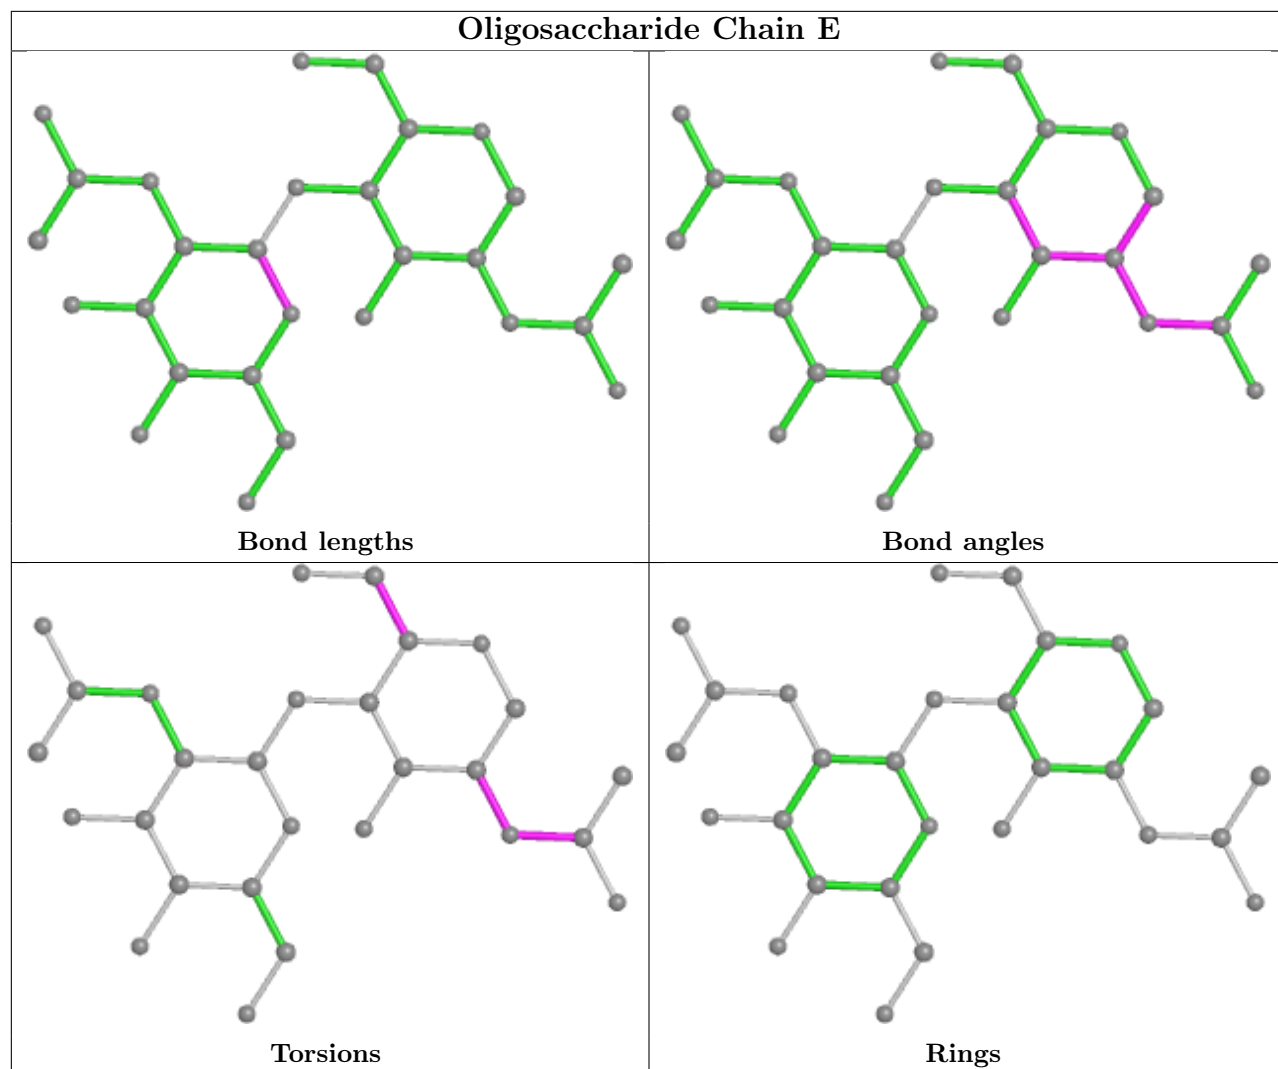 Oligosaccharide Chain E
Bond lengths
Bond angles
Torsions
Rings